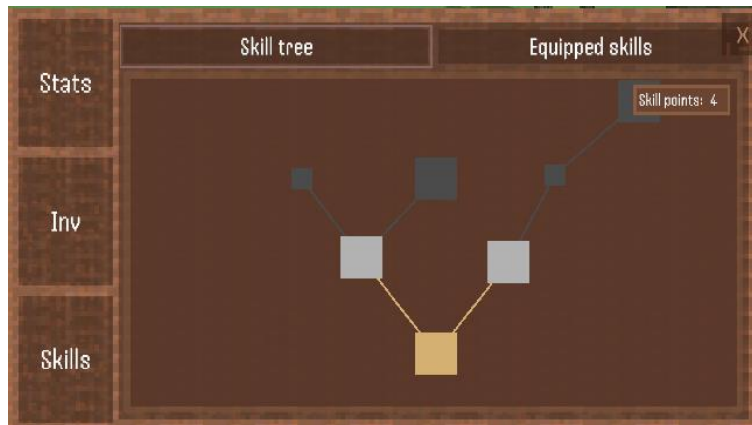 Stats
Inv
Skills
Skill tree
Equipped skills
X
Skill points: 4